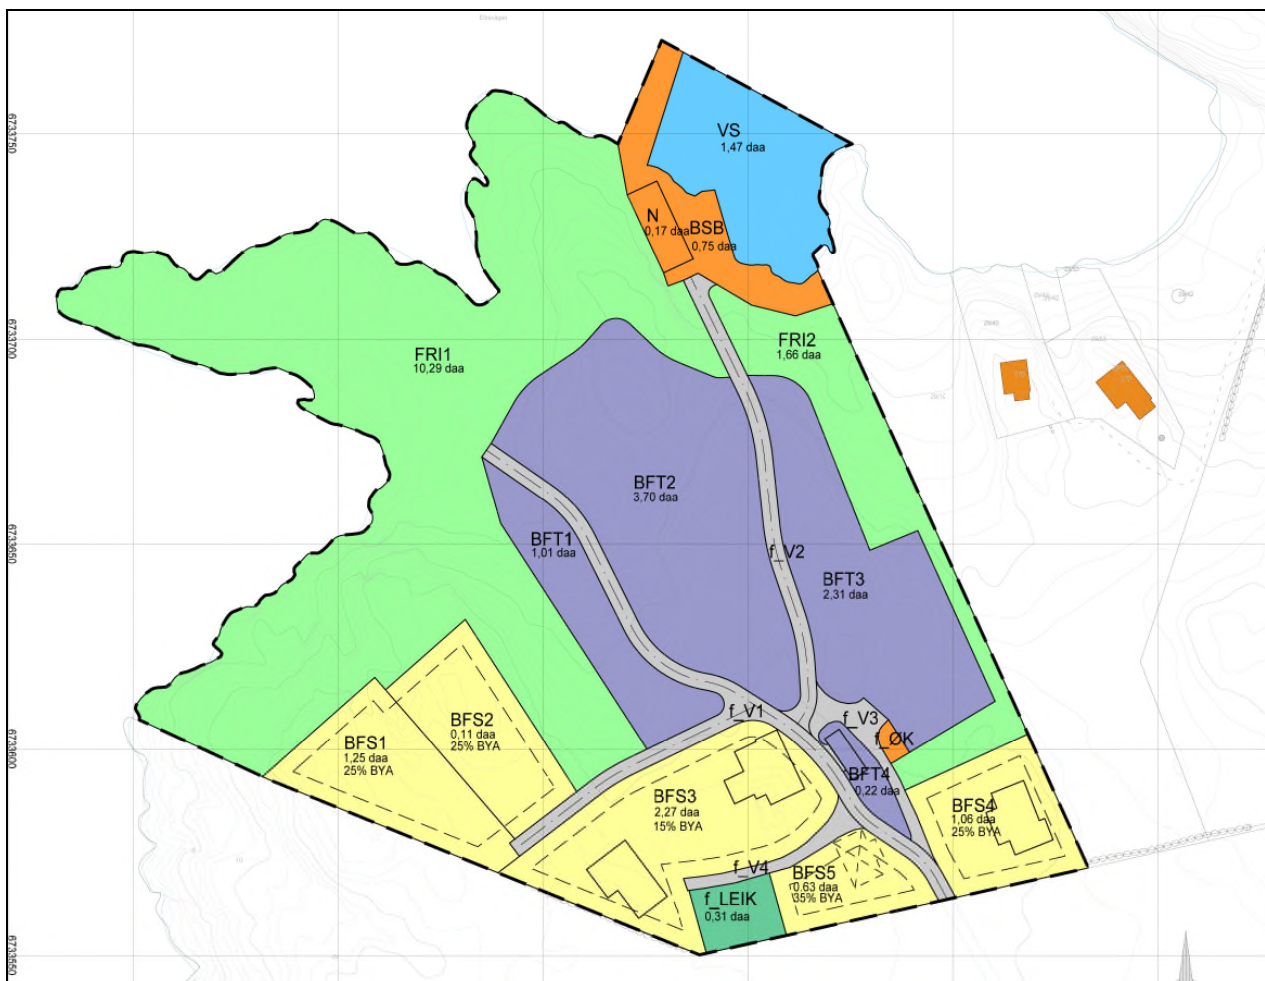 6733750
VS
1,47 daa
N
0,17 daa
BSB
0,75 daa
6733700
FRI1
10,29 daa
FRI2
1,66 daa
BFT2
3,70 daa
BFT1
1,01 daa
6733650
f_V2
BFT3
2,31 daa
f_V1
f_V3
f_ØK
BFS2
0,11 daa
25% BYA
BFS1
1,25 daa
25% BYA
6733600
BFT4
0,22 daa
BFS3
2,27 daa
15% BYA
BFS4
1,06 daa
25% BYA
f_V4
BFS5
0.63 daa
35% BYA
f_LEIK
0,31 daa
6733550